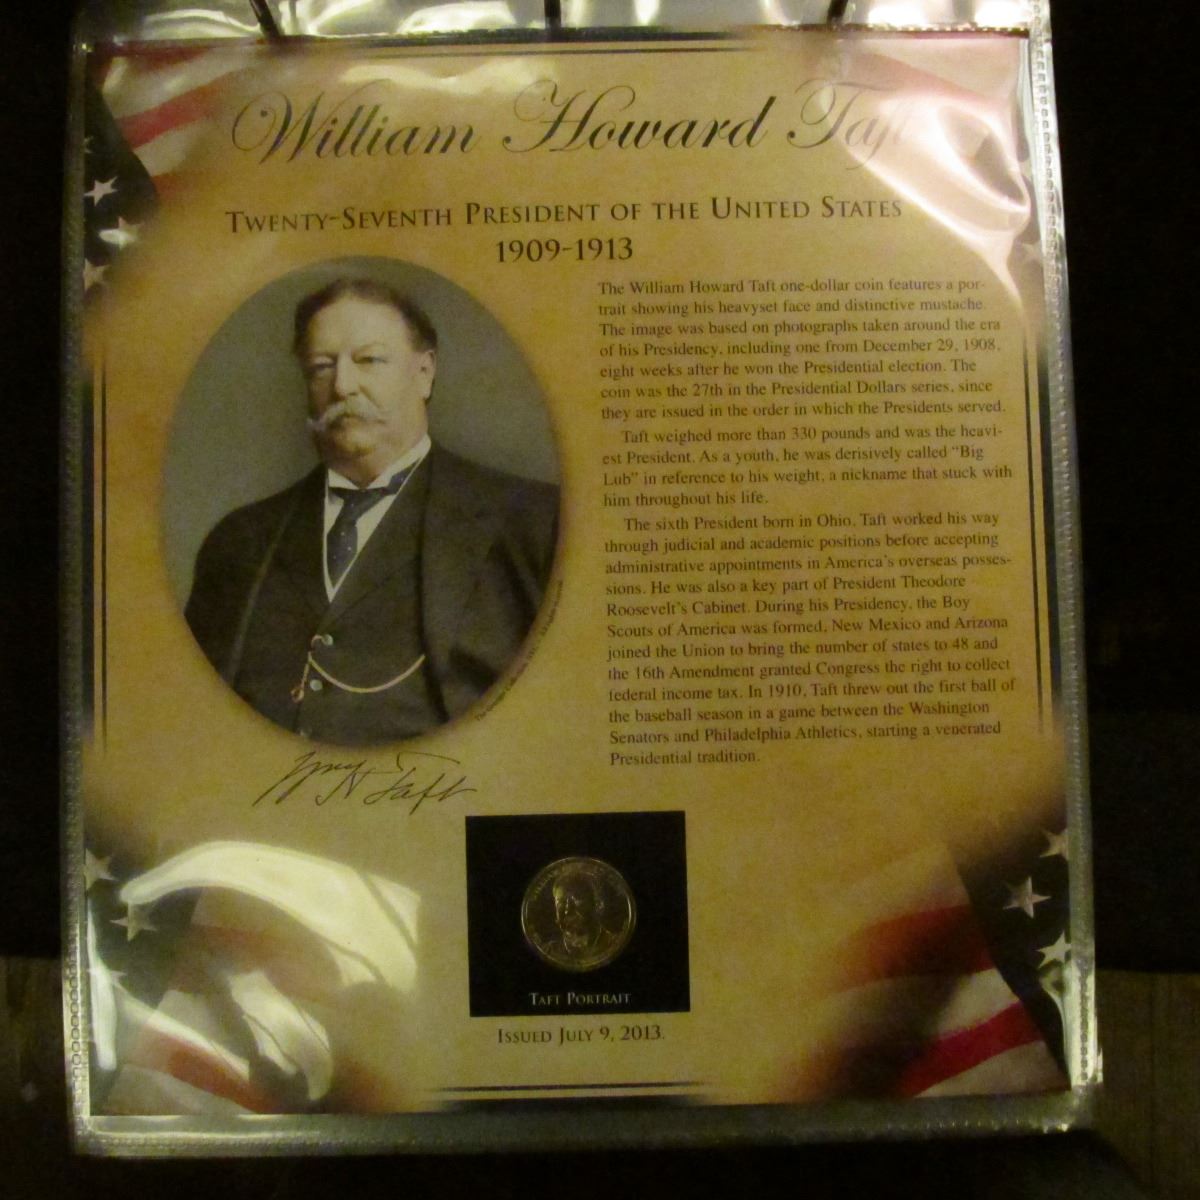 William Howard Taft
Twenty-Seventh President of the United States
1909-1913
The William Howard Taft one-dollar coin features a por-
trait showing his heavyset face and distinctive mustache.
The image was based on photographs taken around the era
of his Presidency, including one from December 29, 1908,
eight weeks after he won the Presidential election. The
coin was the 27th in the Presidential Dollars series, since
they are issued in the order in which the Presidents served.
Taft weighed more than 330 pounds and was the heavi-
est President. As a youth, he was derisively called “Big
Lub” in reference to his weight, a nickname that stuck with
him throughout his life.
The sixth President born in Ohio, Taft worked his way
through judicial and academic positions before accepting
administrative appointments in America's overseas posses-
sions. He was also a key part of President Theodore
Roosevelt's Cabinet. During his Presidency, the Boy
Scouts of America was formed, New Mexico and Arizona
joined the Union to bring the number of states to 48 and
the 16th Amendment granted Congress the right to collect
federal income tax. In 1910, Taft threw out the first ball of
the baseball season in a game between the Washington
Senators and Philadelphia Athletics, starting a venerated
Presidential tradition.
Wm H Taft
Taft Portrait
Issued July 9, 2013.